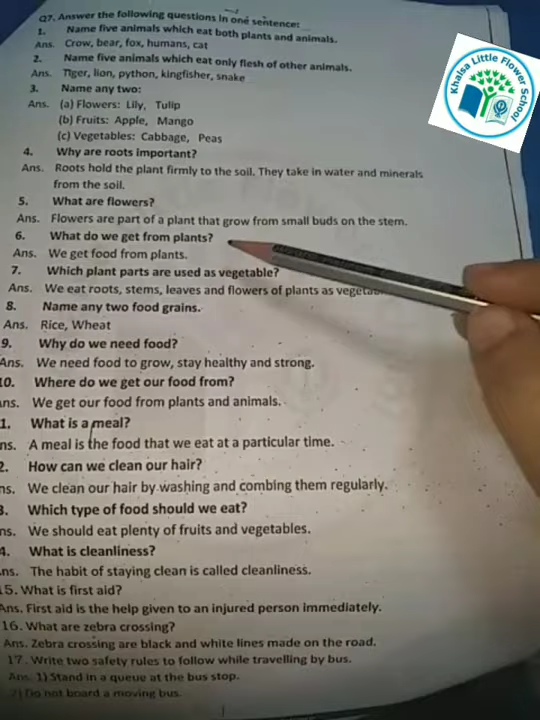 Q7. Answer the following questions in one sentence:
1. Name five animals which eat both plants and animals.
Ans. Crow, bear, fox, humans, cat
2. Name five animals which eat only flesh of other animals.
Ans. Tiger, lion, python, kingfisher, snake
3. Name any two:
Ans. (a) Flowers: Lily, Tulip
(b) Fruits: Apple, Mango
(c) Vegetables: Cabbage, Peas
4. Why are roots important?
Ans. Roots hold the plant firmly to the soil. They take in water and minerals
from the soil.
5. What are flowers?
Ans. Flowers are part of a plant that grow from small buds on the stem.
6. What do we get from plants?
Ans. We get food from plants.
7. Which plant parts are used as vegetable?
Ans. We eat roots, stems, leaves and flowers of plants as
8. Name any two food grains.
Ans. Rice, Wheat
9. Why do we need food?
Ans. We need food to grow, stay healthy and strong.
10. Where do we get our food from?
ns. We get our food from plants and animals.
1. What is a meal?
ns. A meal is the food that we eat at a particular time.
2. How can we clean our hair?
ns. We clean our hair by washing and combing them regularly.
3. Which type of food should we eat?
ns. We should eat plenty of fruits and vegetables.
4. What is cleanliness?
ns. The habit of staying clean is called cleanliness.
15. What is first aid?
Ans. First aid is the help given to an injured person immediately.
16. What are zebra crossing?
Ans. Zebra crossing are black and white lines made on the road.
17. Write two safety rules to follow while travelling by bus.
Ans. 1) Stand in a queue at the bus stop.
2) Do not board a moving bus.
Khalsa Little Flower School